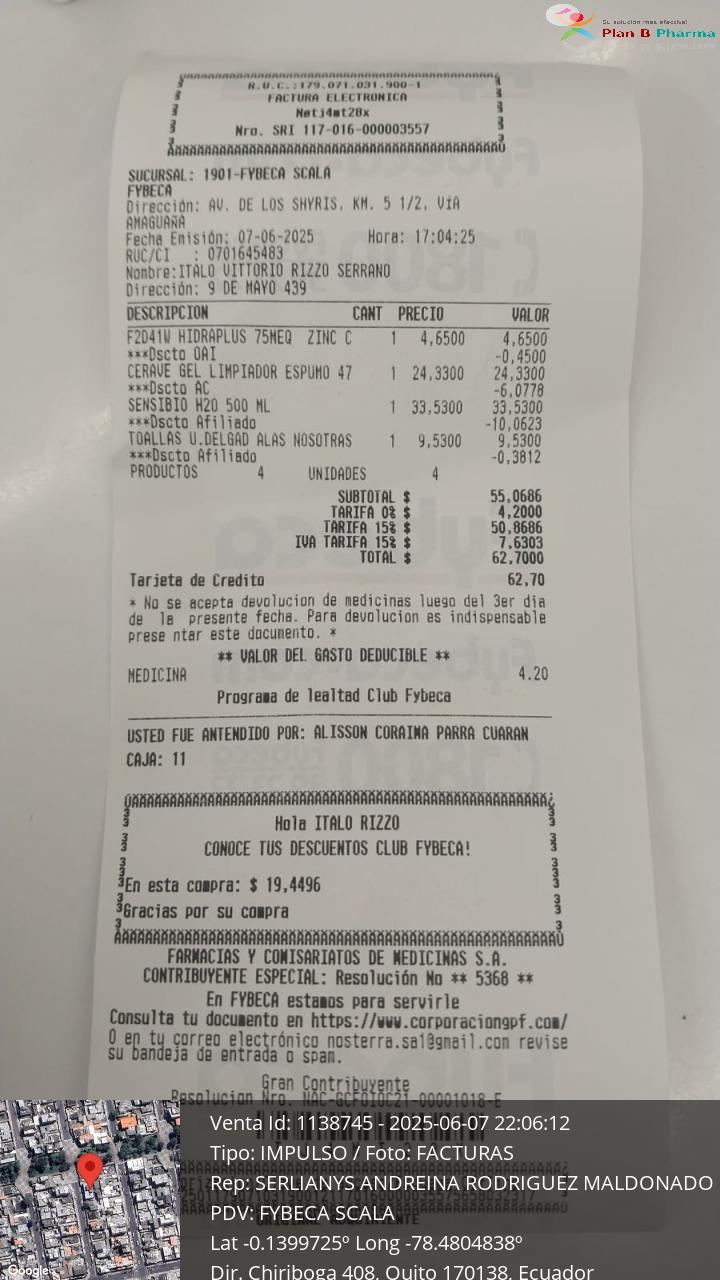 Su solución más efectiva!
Plan B Pharma
R.U.C.:179.071.031.900-1
FACTURA ELECTRONICA
Nmtj4mt28x
Nro. SRI 117-016-000003557
SUCURSAL: 1901-FYBECA SCALA
FYBECA
Dirección: AV. DE LOS SHYRIS, KM. 5 1/2, VíA
AMAGUAÑA
Fecha Emisión: 07-06-2025 Hora: 17:04:25
RUC/CI : 0701645483
Nombre:ITALO VITTORIO RIZZO SERRANO
Dirección: 9 DE MAYO 439
DESCRIPCION CANT PRECIO VALOR
F2D41W HIDRAPLUS 75MEQ ZINC C 1 4,6500 4,6500
***Dscto OAI -0,4500
CERAVE GEL LIMPIADOR ESPUMO 47 1 24,3300 24,3300
***Dscto AC -6,0778
SENSIBIO H2O 500 ML 1 33,5300 33,5300
***Dscto Afiliado -10,0623
TOALLAS U.DELGAD ALAS NOSOTRAS 1 9,5300 9,5300
***Dscto Afiliado -0,3812
PRODUCTOS 4 UNIDADES 4
SUBTOTAL $ 55,0686
TARIFA 0% $ 4,2000
TARIFA 15% $ 50,8686
IVA TARIFA 15% $ 7,6303
TOTAL $ 62,7000
Tarjeta de Credito 62,70
* No se acepta devolucion de medicinas luego del 3er dia
de la presente fecha. Para devolucion es indispensable
prese ntar este documento. *
** VALOR DEL GASTO DEDUCIBLE **
MEDICINA 4.20
Programa de lealtad Club Fybeca
USTED FUE ANTENDIDO POR: ALISSON CORAIMA PARRA CUARAN
CAJA: 11
Hola ITALO RIZZO
CONOCE TUS DESCUENTOS CLUB FYBECA!
En esta compra: $ 19,4496
Gracias por su compra
FARMACIAS Y COMISARIATOS DE MEDICINAS S.A.
CONTRIBUYENTE ESPECIAL: Resolución No ** 5368 **
En FYBECA estamos para servirle
Consulta tu documento en https://www.corporaciongpf.com/
O en tu correo electrónico nosterra.sa1@gmail.com revise
su bandeja de entrada o spam.
Gran Contribuyente
Resolucion Nro. NAC-GCFOIOC21-00001018-E
Venta Id: 1138745 - 2025-06-07 22:06:12
Tipo: IMPULSO / Foto: FACTURAS
Rep: SERLIANYS ANDREINA RODRIGUEZ MALDONADO
PDV: FYBECA SCALA
Lat -0.1399725º Long -78.4804838º
Dir. Chiriboga 408, Quito 170138, Ecuador
Google